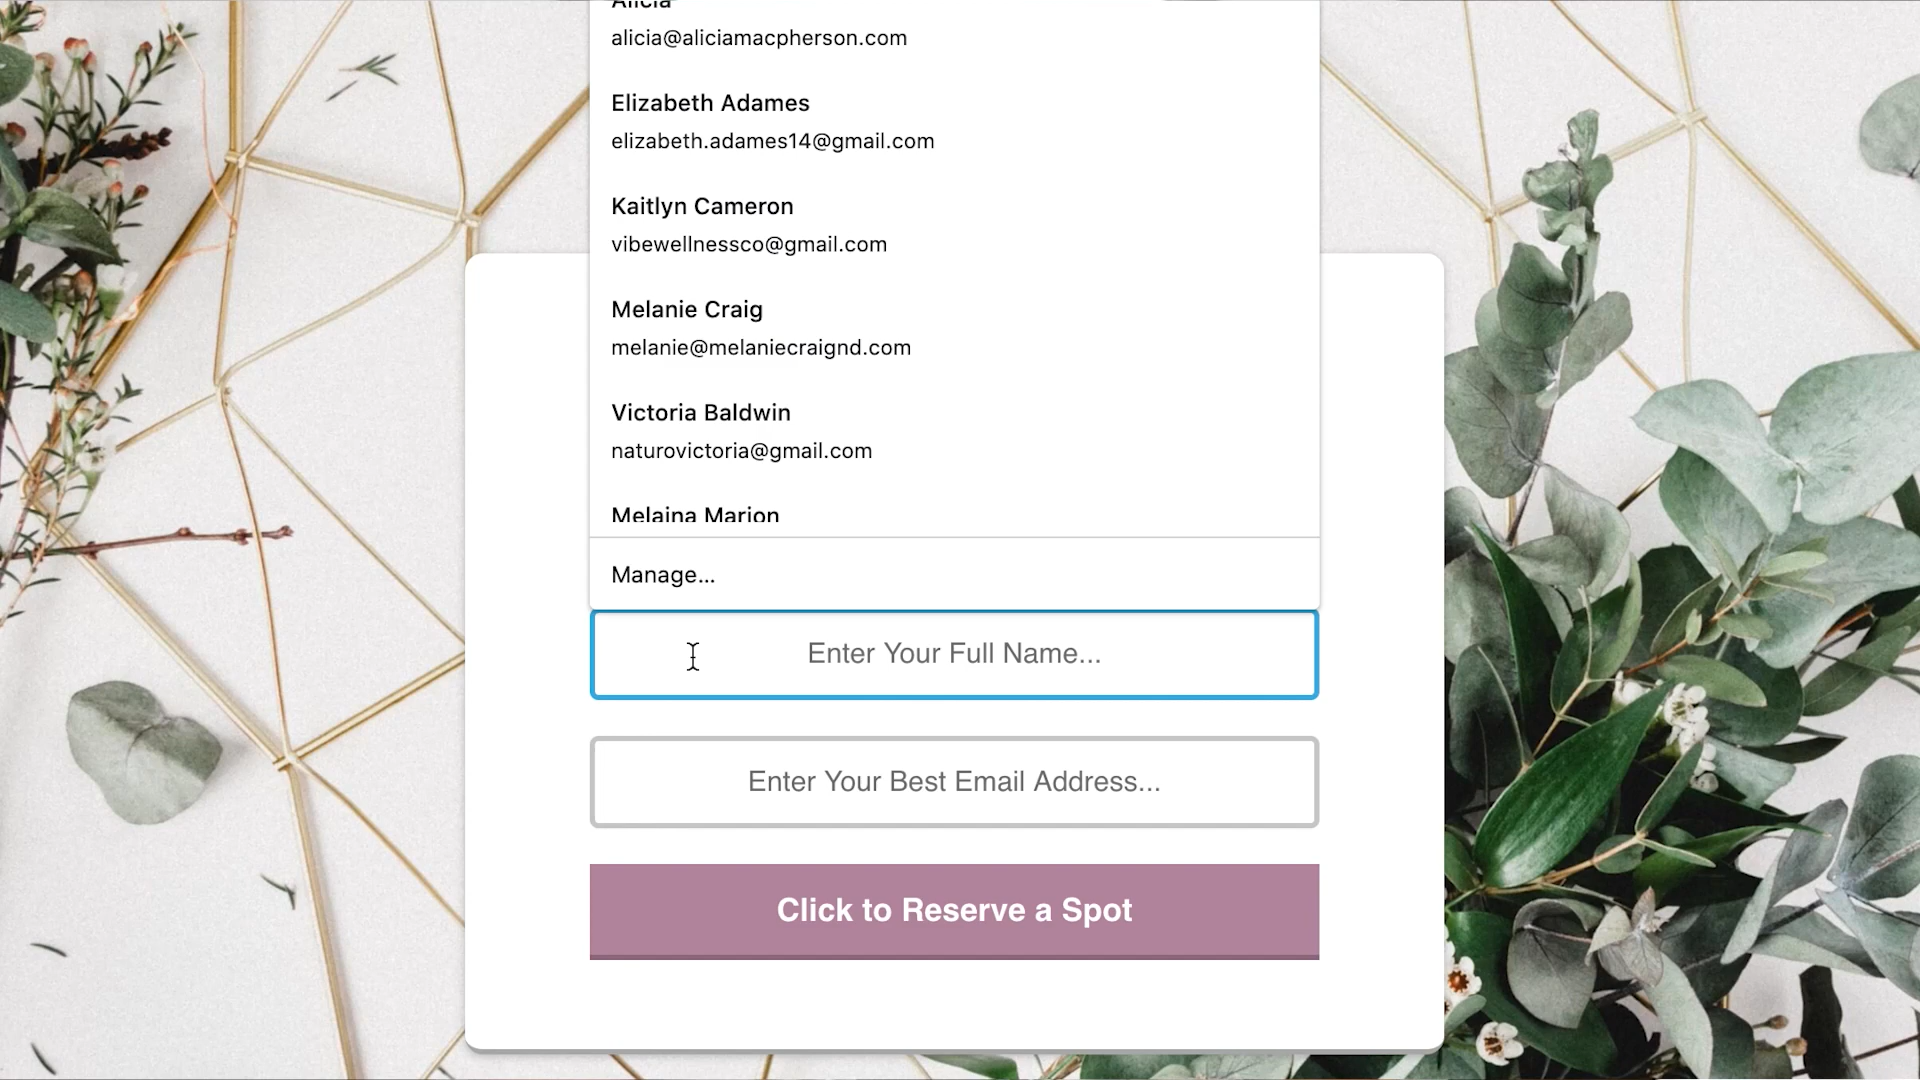 Alicia
alicia@aliciamacpherson.com
Elizabeth Adames
elizabeth.adames14@gmail.com
Kaitlyn Cameron
vibewellnessco@gmail.com
Melanie Craig
melanie@melaniecraignd.com
Victoria Baldwin
naturovictoria@gmail.com
Melaina Marion
Manage...
Enter Your Full Name...
Enter Your Best Email Address...
Click to Reserve a Spot